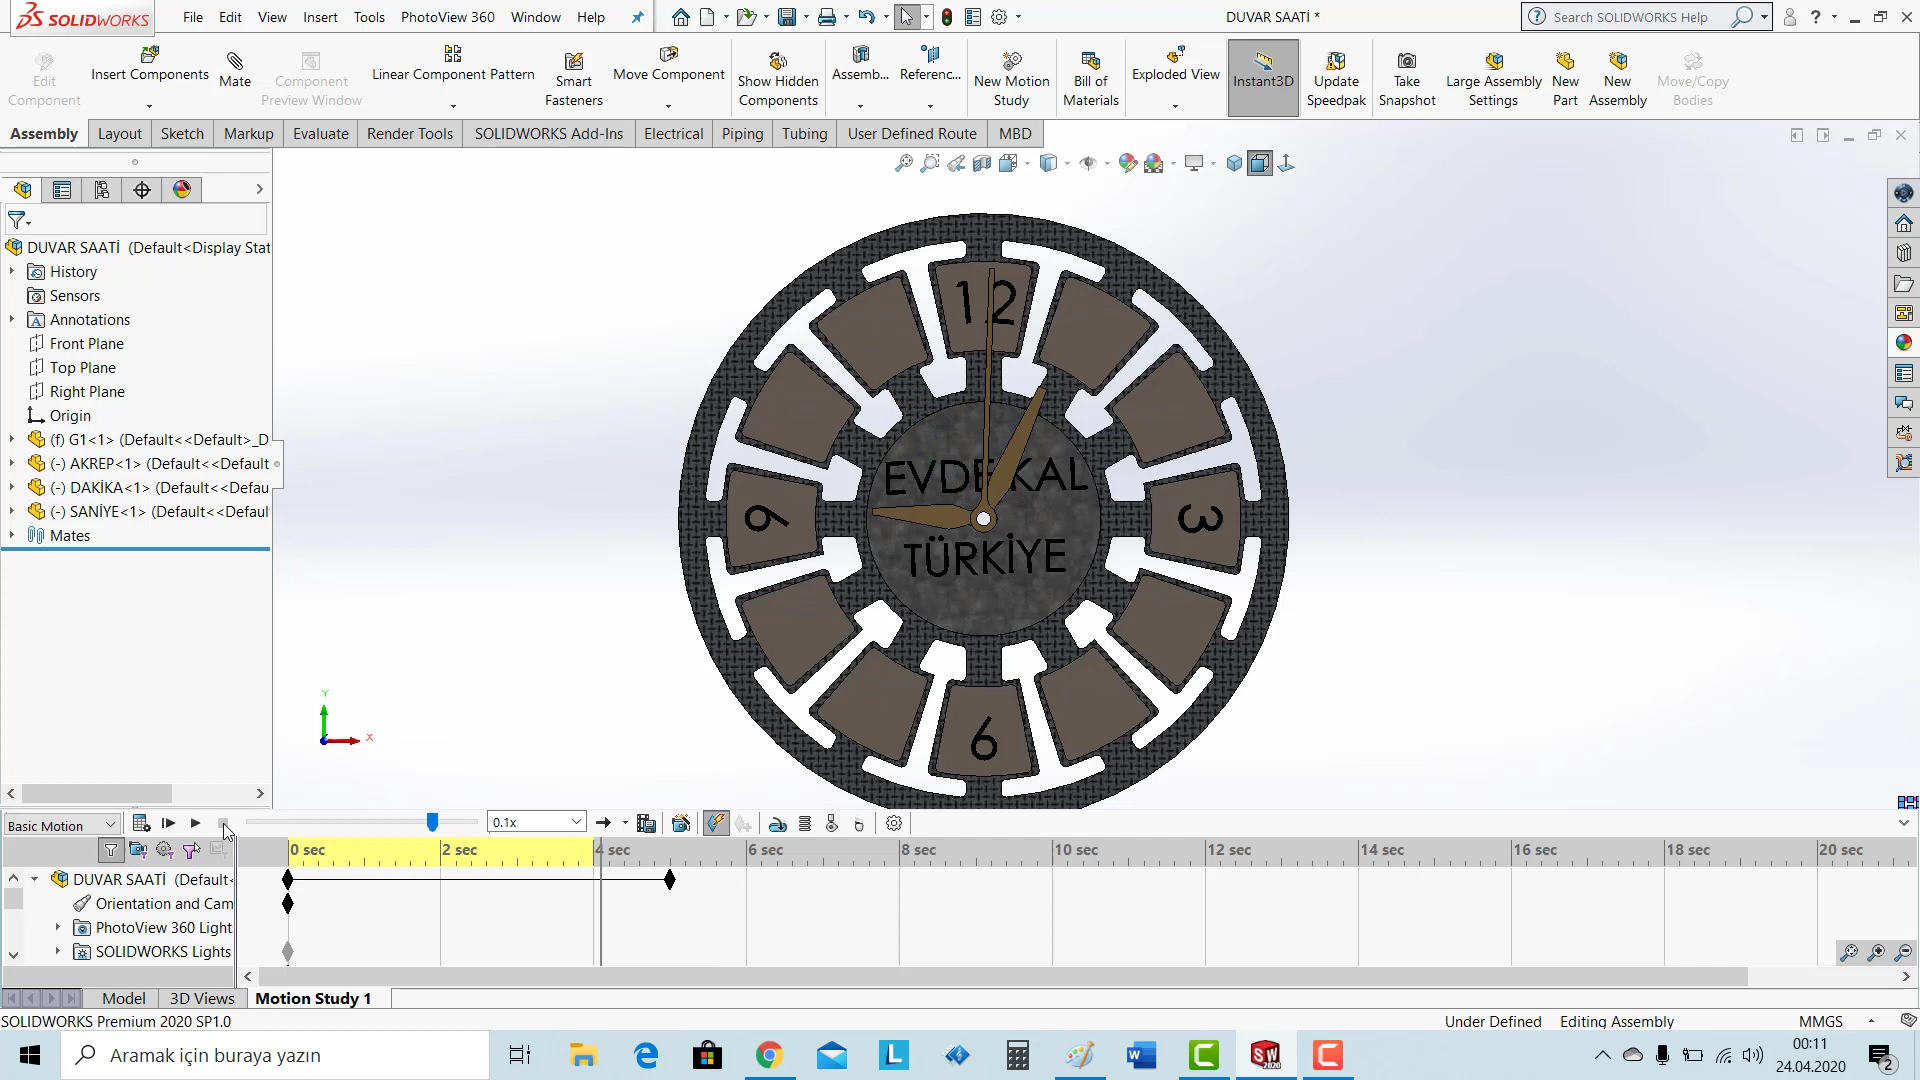 SOLIDWORKS
File Edit View Insert Tools PhotoView 360 Window Help
DUVAR SAATİ *
Search SOLIDWORKS Help
Edit Component
Insert Components
Mate
Component Preview Window
Linear Component Pattern
Smart Fasteners
Move Component
Show Hidden Components
Assemb...
Referenc...
New Motion Study
Bill of Materials
Exploded View
Instant3D
Update Speedpak
Take Snapshot
Large Assembly Settings
New Part
New Assembly
Move/Copy Bodies
Assembly Layout Sketch Markup Evaluate Render Tools SOLIDWORKS Add-Ins Electrical Piping Tubing User Defined Route MBD
DUVAR SAATİ (Default<Display Stat
History
Sensors
Annotations
Front Plane
Top Plane
Right Plane
Origin
(f) G1<1> (Default<<Default>_D
(-) AKREP<1> (Default<<Default
(-) DAKİKA<1> (Default<<Defau
(-) SANİYE<1> (Default<<Defaul
Mates
12
EVDEKAL
9
3
TÜRKİYE
6
Y
X
Basic Motion
0.1x
0 sec 2 sec 4 sec 6 sec 8 sec 10 sec 12 sec 14 sec 16 sec 18 sec 20 sec
DUVAR SAATİ (Default<
Orientation and Cam
PhotoView 360 Light
SOLIDWORKS Lights
Model 3D Views Motion Study 1
SOLIDWORKS Premium 2020 SP1.0
Under Defined Editing Assembly MMGS
Aramak için buraya yazın
00:11
24.04.2020
2